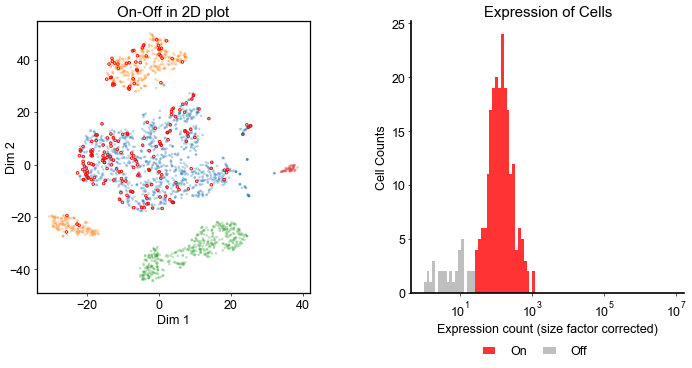 On-Off in 2D plot
40
20
0
−20
−40
Dim 2
−20
0
20
40
Dim 1
Expression of Cells
25
20
15
10
5
0
Cell Counts
10^1
10^3
10^5
10^7
Expression count (size factor corrected)
On
Off